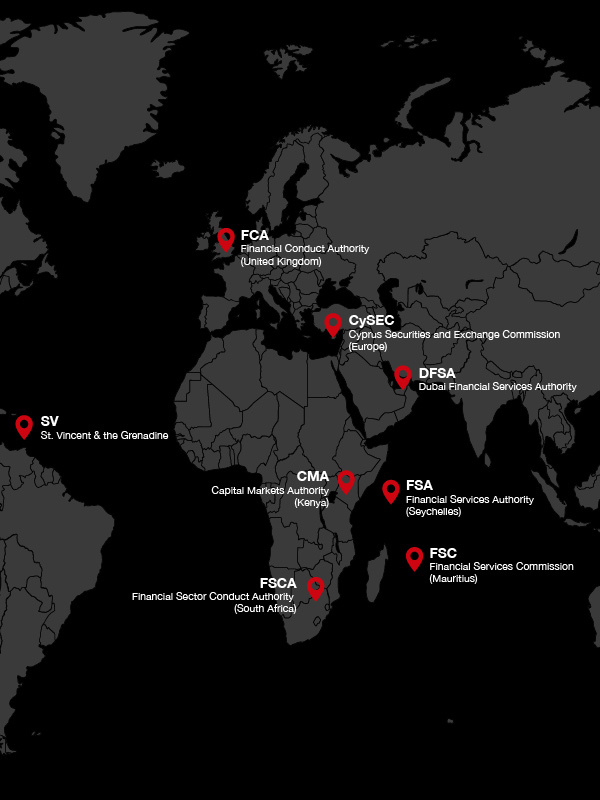 FCA
Financial Conduct Authority
(United Kingdom)
CySEC
Cyprus Securities and Exchange Commission
(Europe)
DFSA
Dubai Financial Services Authority
SV
St. Vincent & the Grenadine
CMA
Capital Markets Authority
(Kenya)
FSA
Financial Services Authority
(Seychelles)
FSC
Financial Services Commission
(Mauritius)
FSCA
Financial Sector Conduct Authority
(South Africa)